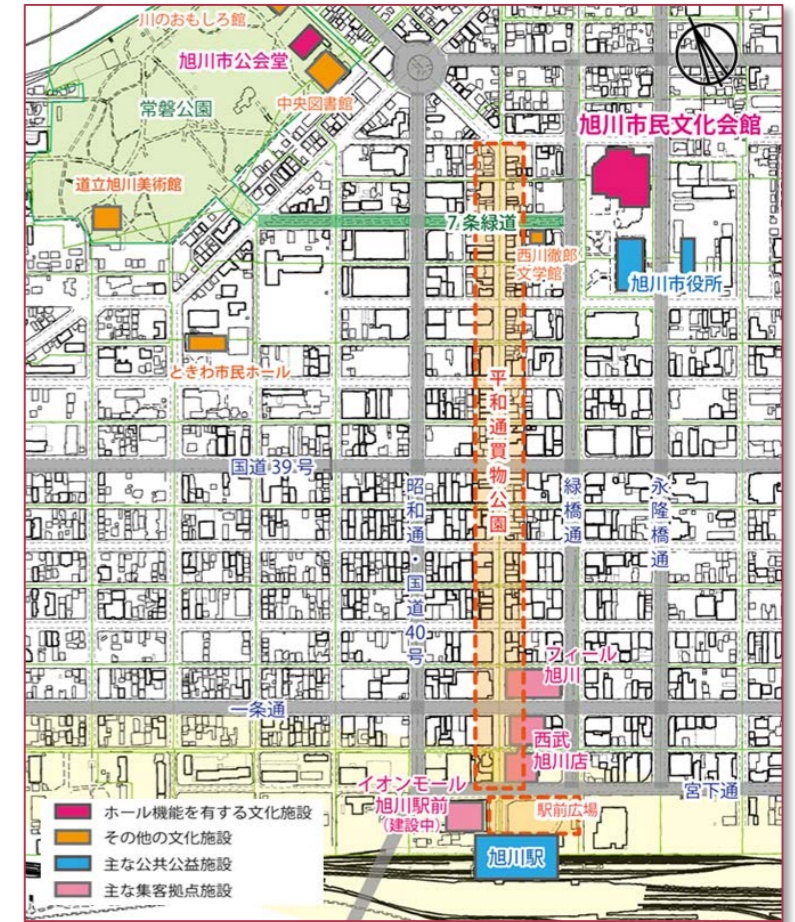 川のおもしろ館
旭川市公会堂
中央図書館
常磐公園
旭川市民文化会館
道立旭川美術館
7条緑道
西川徹郎
文学館
旭川市役所
ときわ市民ホール
平和通買物公園
国道39号
昭和通・国道40号
緑橋通
永隆橋通
フィール
旭川
一条通
西武
旭川店
イオンモール
旭川駅前
(建設中)
宮下通
駅前広場
旭川駅
ホール機能を有する文化施設
その他の文化施設
主な公共公益施設
主な集客拠点施設